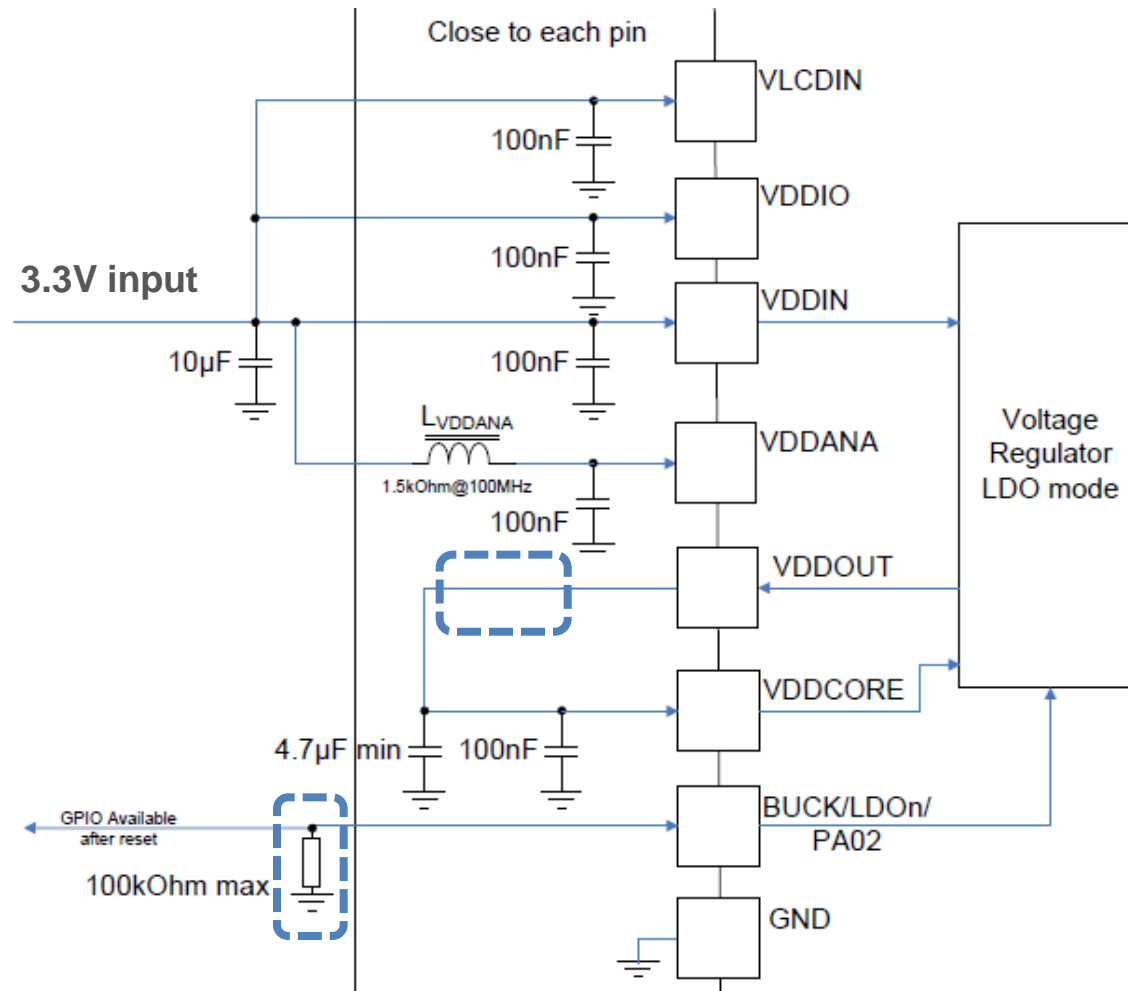 Close to each pin
VLCDIN
100nF
VDDIO
100nF
3.3V input
VDDIN
10µF
100nF
LVDDANA
1.5kOhm@100MHz
VDDANA
100nF
Voltage
Regulator
LDO mode
VDDOUT
VDDCORE
4.7µF min
100nF
GPIO Available
after reset
BUCK/LDOn/
PA02
100kOhm max
GND